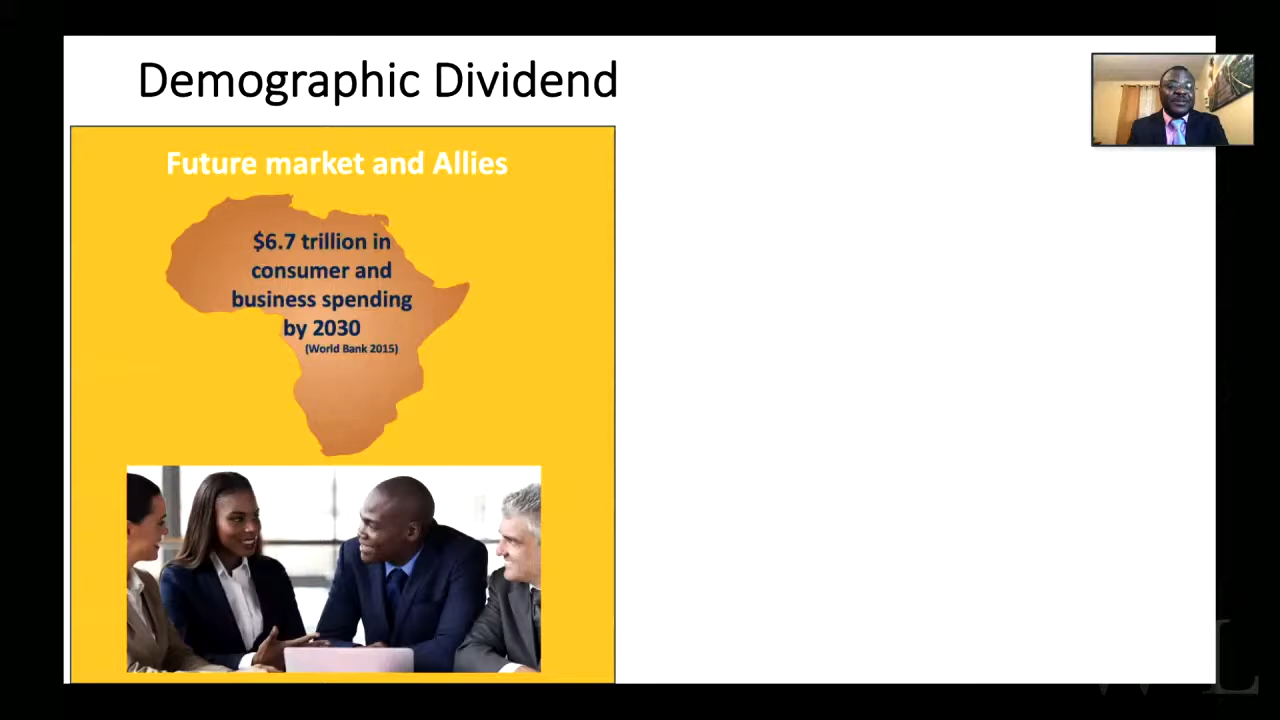 Demographic Dividend
Future market and Allies
$6.7 trillion in
consumer and
business spending
by 2030
(World Bank 2015)